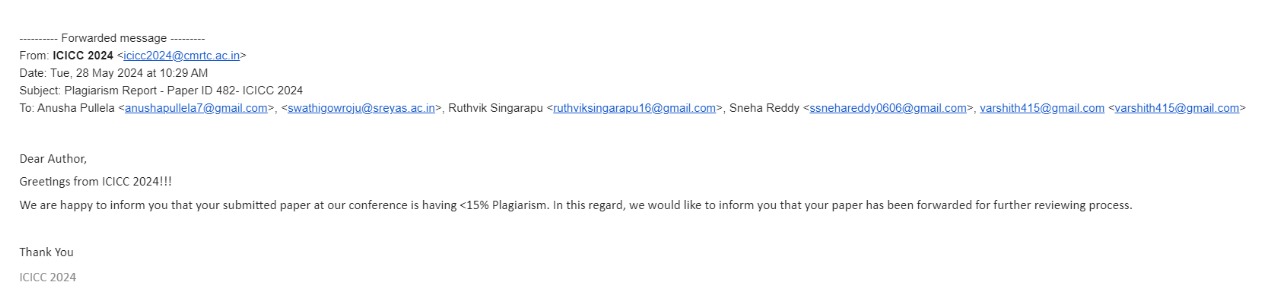 ---------- Forwarded message ---------
From: ICICC 2024 <icicc2024@cmrtc.ac.in>
Date: Tue, 28 May 2024 at 10:29 AM
Subject: Plagiarism Report - Paper ID 482- ICICC 2024
To: Anusha Pullela <anushapullela7@gmail.com>, <swathigowroju@sreyas.ac.in>, Ruthvik Singarapu <ruthviksingarapu16@gmail.com>, Sneha Reddy <ssnehareddy0606@gmail.com>, varshith415@gmail.com <varshith415@gmail.com>
Dear Author,
Greetings from ICICC 2024!!!
We are happy to inform you that your submitted paper at our conference is having <15% Plagiarism. In this regard, we would like to inform you that your paper has been forwarded for further reviewing process.
Thank You
ICICC 2024